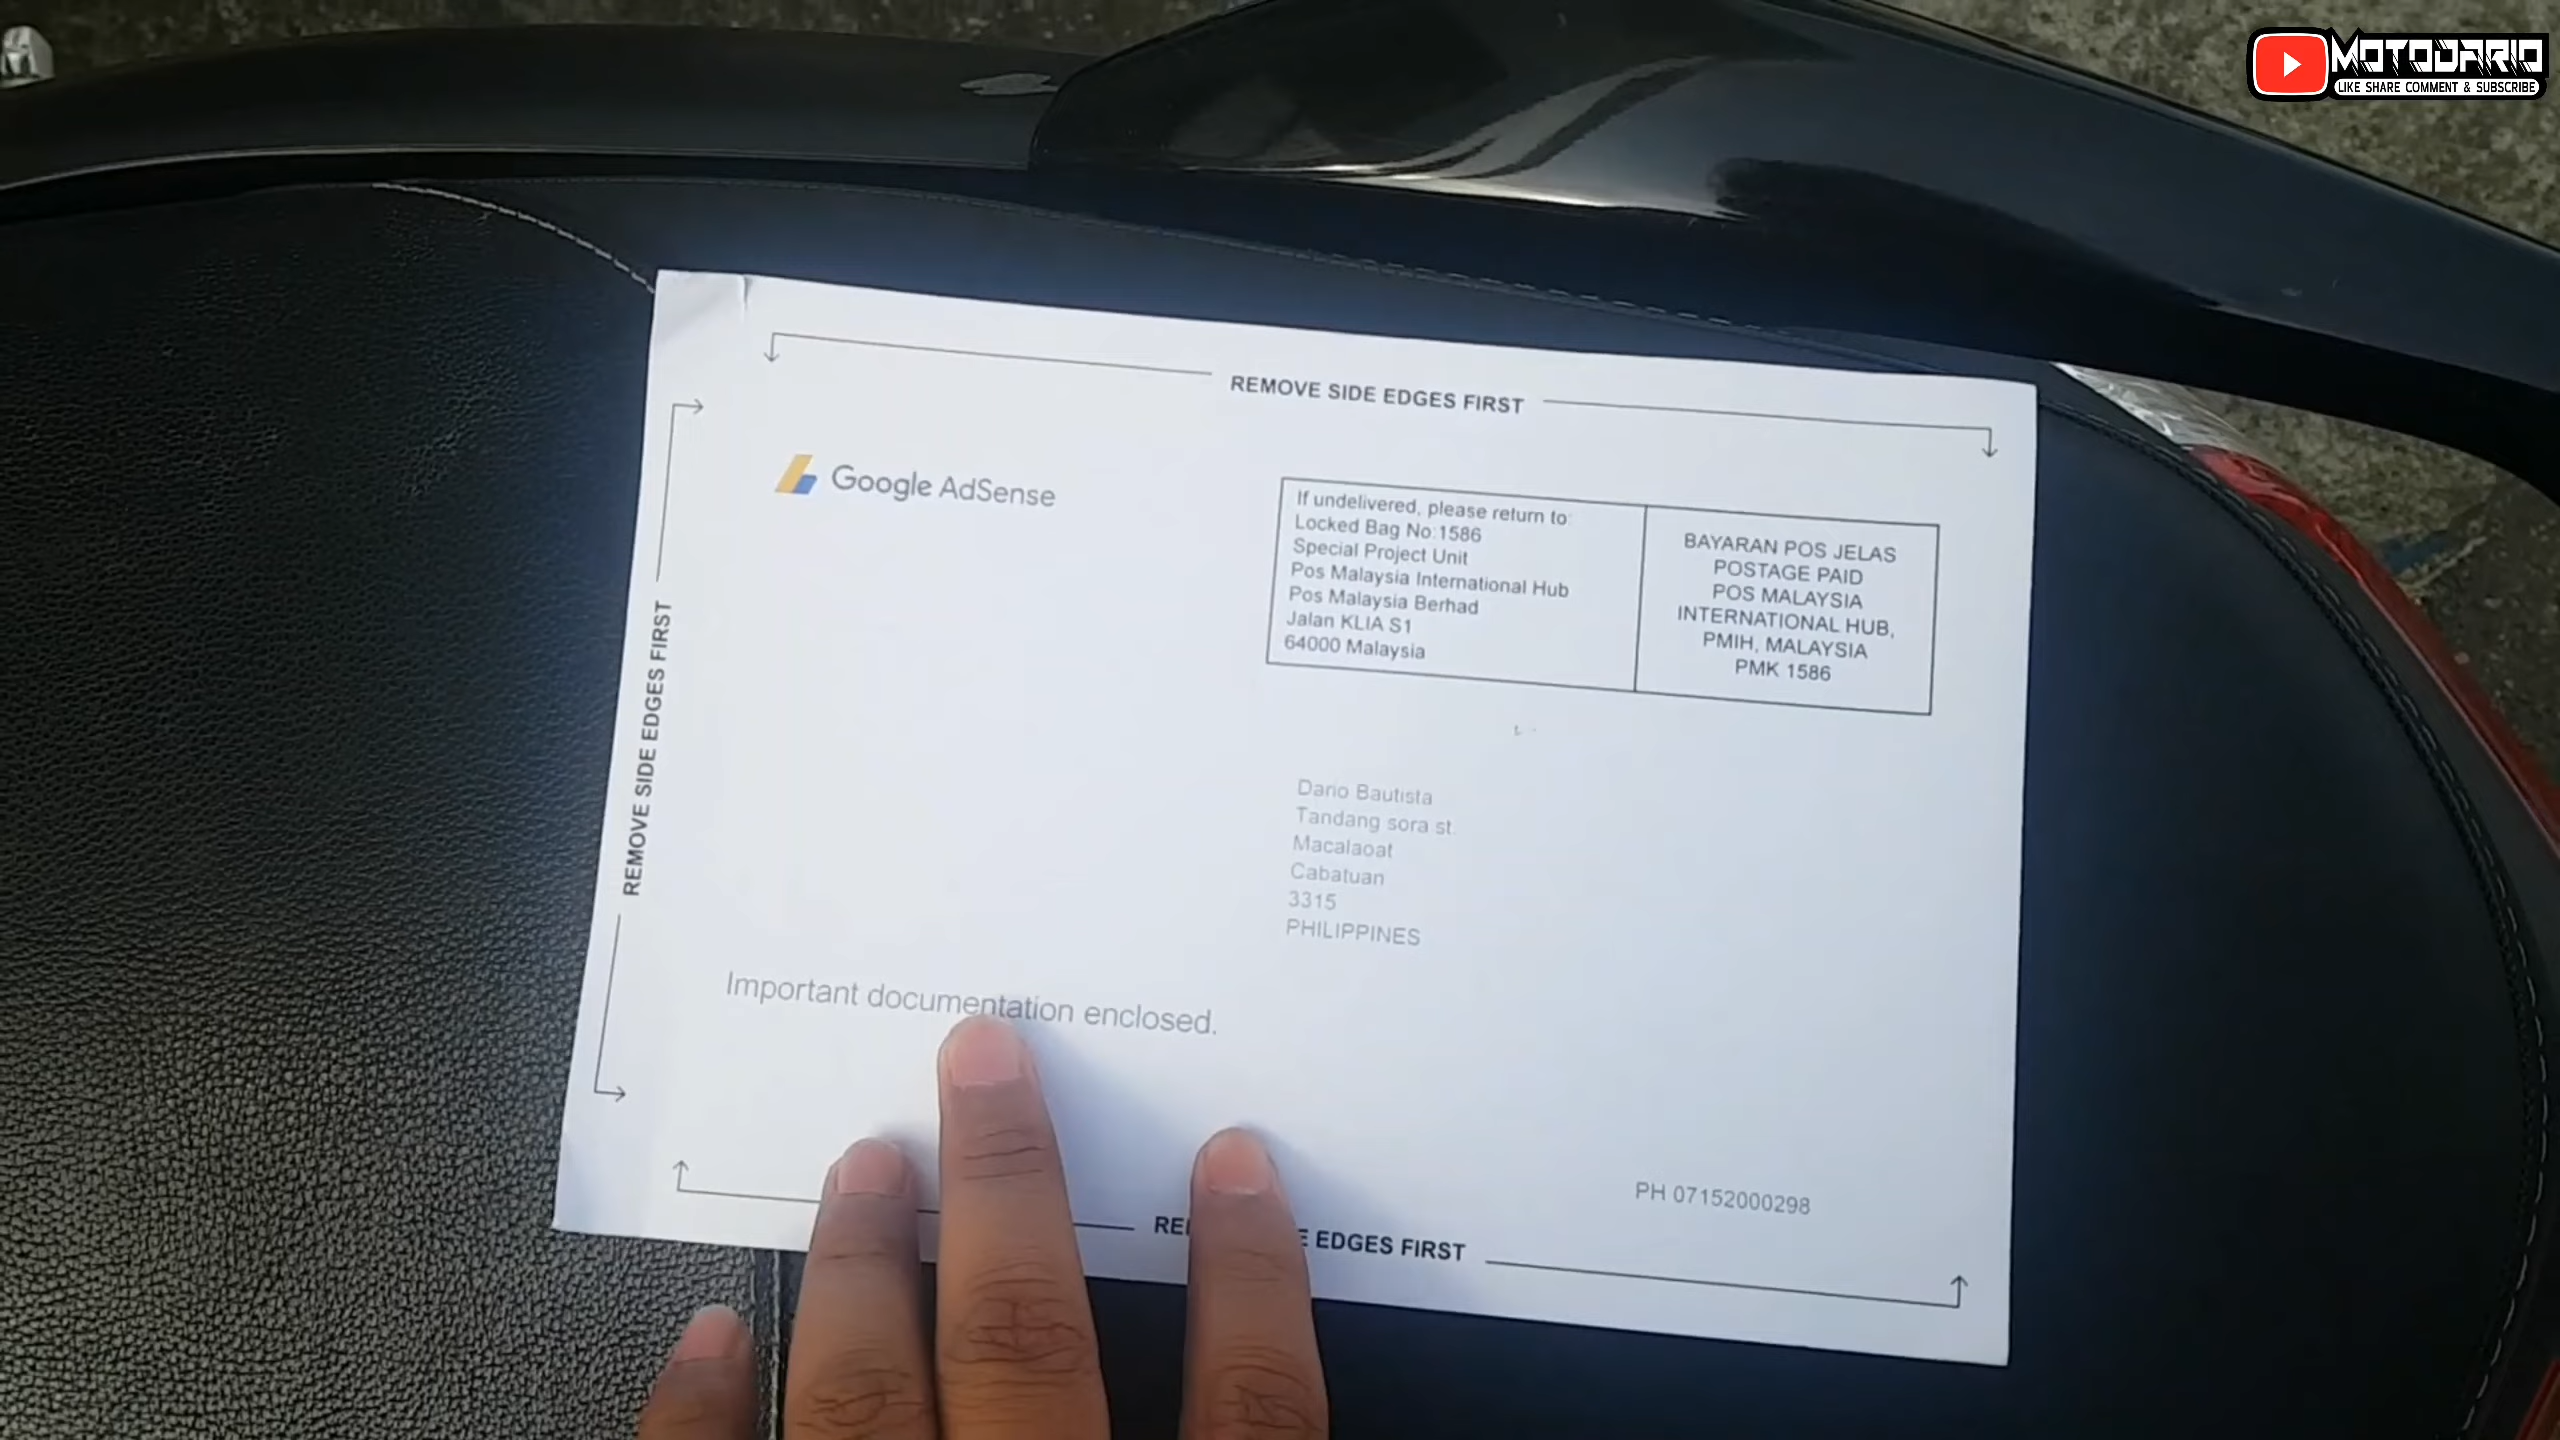 MOTODARIO
LIKE SHARE COMMENT & SUBSCRIBE
REMOVE SIDE EDGES FIRST
REMOVE SIDE EDGES FIRST
Google AdSense
If undelivered, please return to:
Locked Bag No:1586
Special Project Unit
Pos Malaysia International Hub
Pos Malaysia Berhad
Jalan KLIA S1
64000 Malaysia
BAYARAN POS JELAS
POSTAGE PAID
POS MALAYSIA
INTERNATIONAL HUB,
PMIH, MALAYSIA
PMK 1586
Dario Bautista
Tandang sora st.
Macalaoat
Cabatuan
3315
PHILIPPINES
Important documentation enclosed.
PH 07152000298
EDGES FIRST